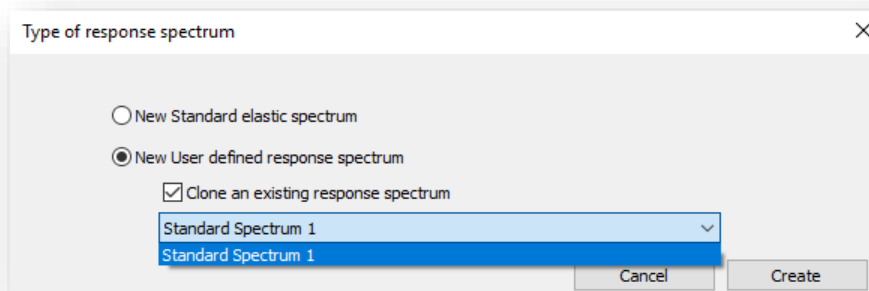 Type of response spectrum
New Standard elastic spectrum
New User defined response spectrum
Clone an existing response spectrum
Standard Spectrum 1
Standard Spectrum 1
Cancel Create